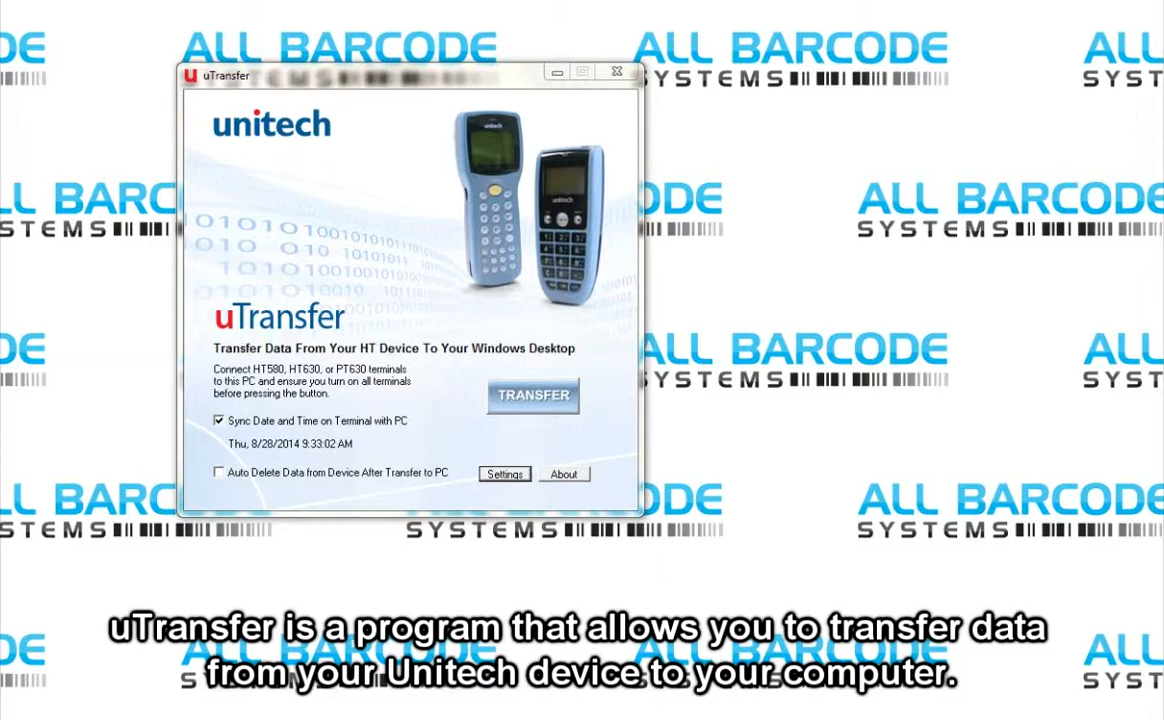 ALL BARCODE
SYSTEMS
uTransfer
unitech
uTransfer
Transfer Data From Your HT Device To Your Windows Desktop
Connect HT580, HT630, or PT630 terminals
to this PC and ensure you turn on all terminals
before pressing the button.
TRANSFER
Sync Date and Time on Terminal with PC
Thu, 8/28/2014 9:33:02 AM
Auto Delete Data from Device After Transfer to PC
Settings
About
ALL BARCODE
SYSTEMS
uTransfer is a program that allows you to transfer data
from your Unitech device to your computer.